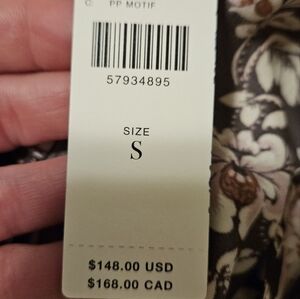 C: PP MOTIF
57934895
SIZE
S
$148.00 USD
$168.00 CAD